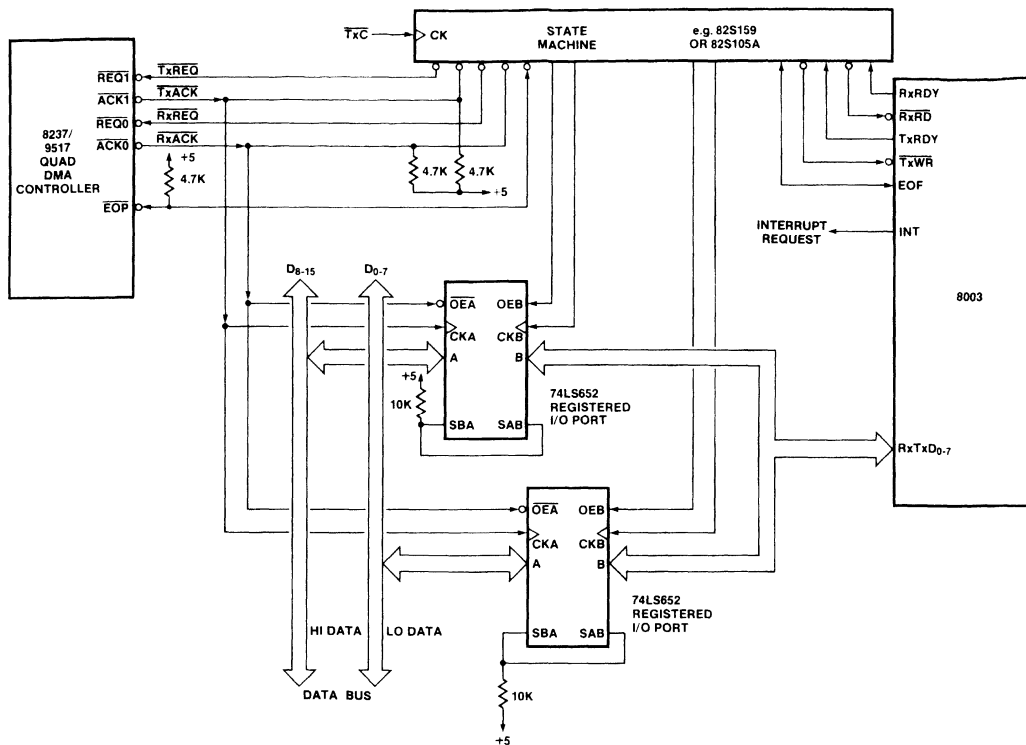 TxC
CK
STATE
MACHINE
e.g. 82S159
OR 82S105A
REQ1
TxREQ
ACK1
TxACK
REQ0
RxREQ
ACK0
RxACK
8237/
9517
QUAD
DMA
CONTROLLER
+5
4.7K
EOP
4.7K
4.7K
+5
RxRDY
RxRD
TxRDY
TxWR
EOF
INTERRUPT
REQUEST
INT
8003
D8-15
D0-7
OEA
OEB
CKA
CKB
A
B
+5
10K
SBA
SAB
74LS652
REGISTERED
I/O PORT
RxTxD0-7
OEA
OEB
CKA
CKB
A
B
SBA
SAB
74LS652
REGISTERED
I/O PORT
HI DATA
LO DATA
DATA BUS
10K
+5